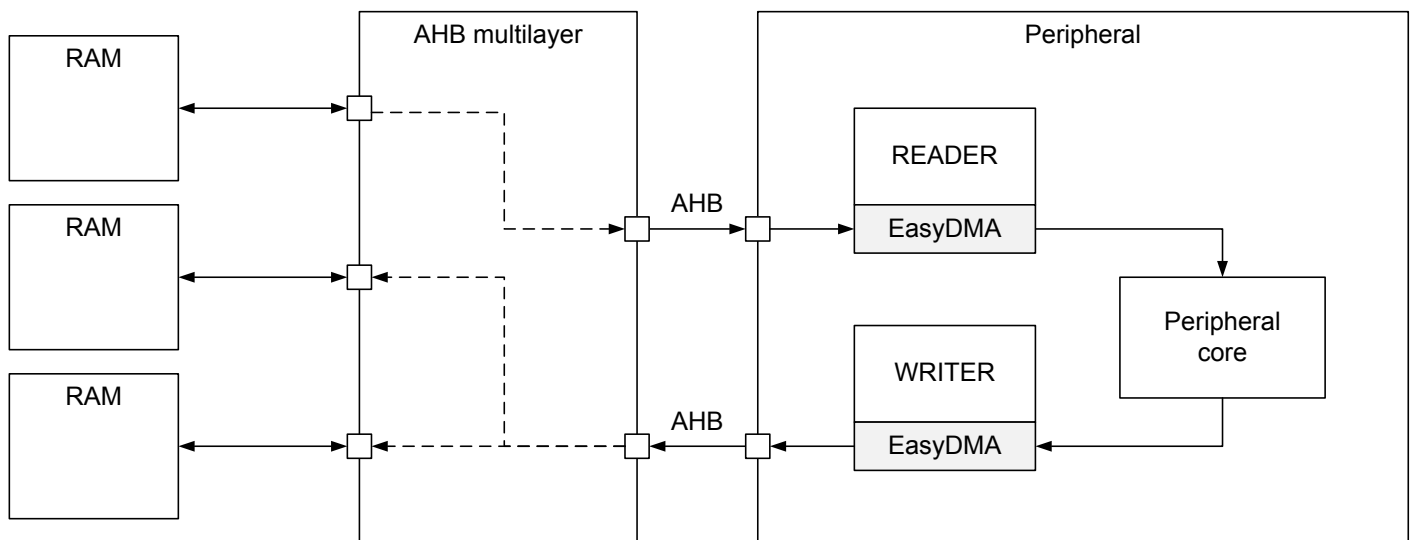 AHB multilayer
Peripheral
RAM
READER
AHB
EasyDMA
RAM
Peripheral
core
WRITER
RAM
AHB
EasyDMA